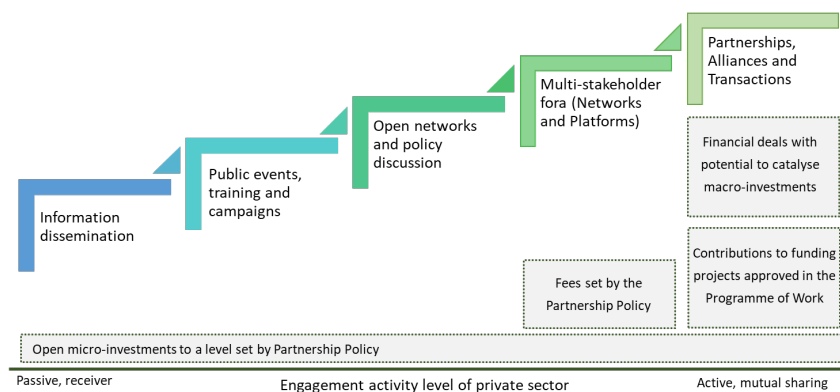 Information
dissemination
Public events,
training and
campaigns
Open networks
and policy
discussion
Multi-stakeholder
fora (Networks
and Platforms)
Partnerships,
Alliances and
Transactions
Financial deals with
potential to catalyse
macro-investments
Fees set by the
Partnership Policy
Contributions to funding
projects approved in the
Programme of Work
Open micro-investments to a level set by Partnership Policy
Passive, receiver
Engagement activity level of private sector
Active, mutual sharing